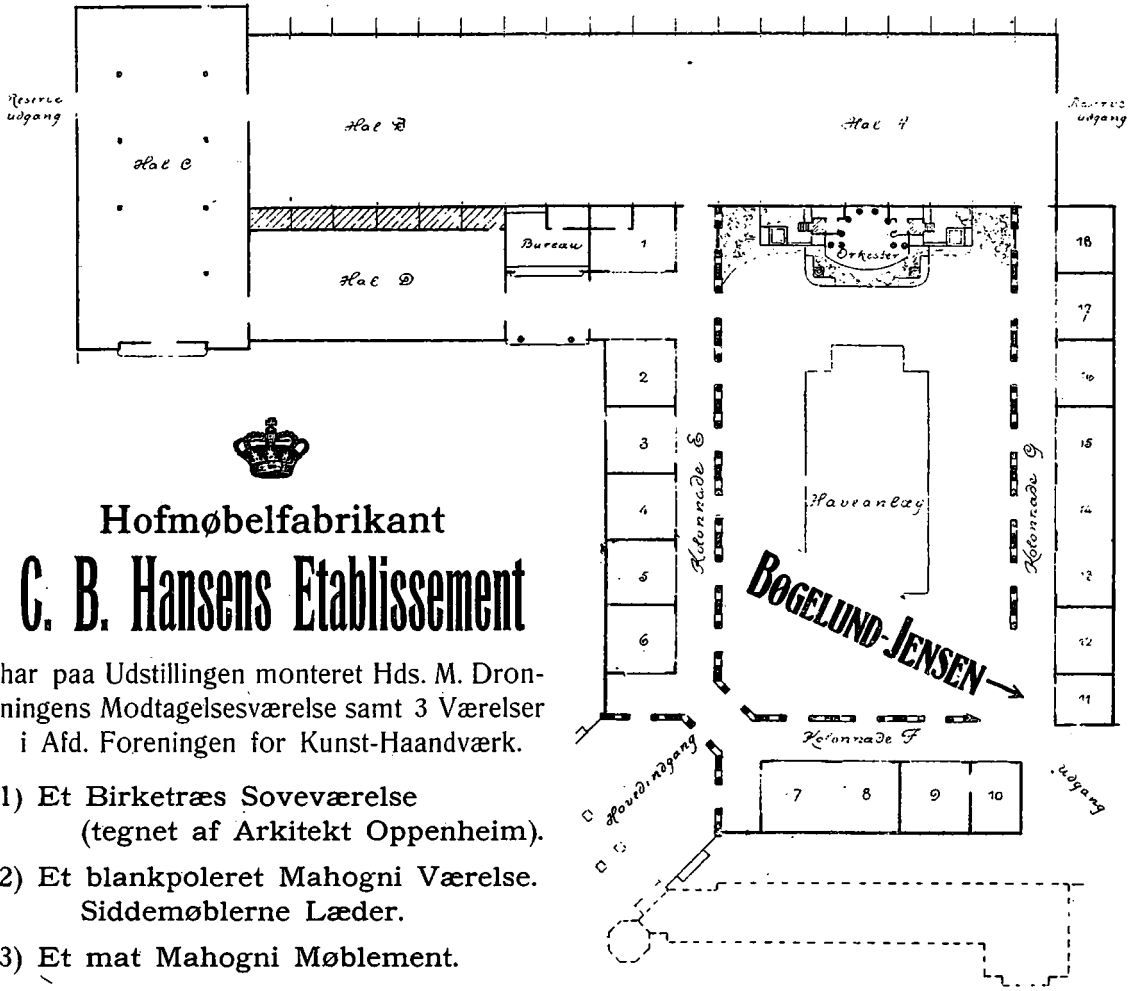 Reserve
udgang
Hal B
Hal A
Reserve
udgang
Hal C
Bureau
1
Orkester
18
Hal D
17
2
16
3
15
Kolonnade E
Kolonnade G
4
Haveanlæg
14
5
13
6
12
BØGELUND-JENSEN
11
Kolonnade F
Hovedindgang
7
8
9
10
udgang
Hofmøbelfabrikant
C. B. Hansens Etablissement
har paa Udstillingen monteret Hds. M. Dron-
ningens Modtagelsesværelse samt 3 Værelser
i Afd. Foreningen for Kunst-Haandværk.
1) Et Birketræs Soveværelse
(tegnet af Arkitekt Oppenheim).
2) Et blankpoleret Mahogni Værelse.
Siddemøblerne Læder.
3) Et mat Mahogni Møblement.